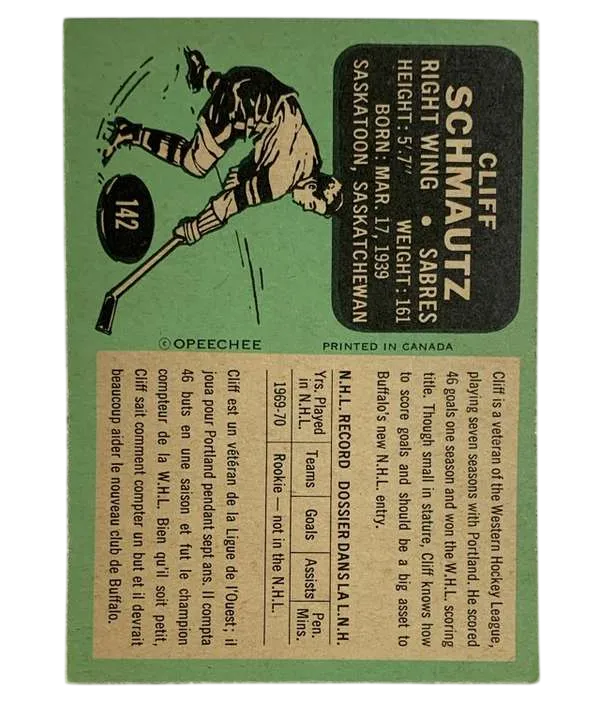 CLIFF
SCHMAUTZ
RIGHT WING • SABRES
HEIGHT: 5'7" WEIGHT: 161
BORN: MAR. 17, 1939
SASKATOON, SASKATCHEWAN
142
© OPEECHEE
PRINTED IN CANADA
Cliff is a veteran of the Western Hockey League,
playing seven seasons with Portland. He scored
46 goals one season and won the W.H.L. scoring
title. Though small in stature, Cliff knows how
to score goals and should be a big asset to
Buffalo's new N.H.L. entry.
N.H.L. RECORD DOSSIER DANS LA L.N.H.
Yrs. Played in N.H.L. Teams Goals Assists Pen. Mins.
1969-70 Rookie — not in the N.H.L.
Cliff est un vétéran de la Ligue de l'Ouest; il
joua pour Portland pendant sept ans. Il compta
46 buts en une saison et fut le champion
compteur de la W.H.L. Bien qu'il soit petit,
Cliff sait comment compter un but et il devrait
beaucoup aider le nouveau club de Buffalo.